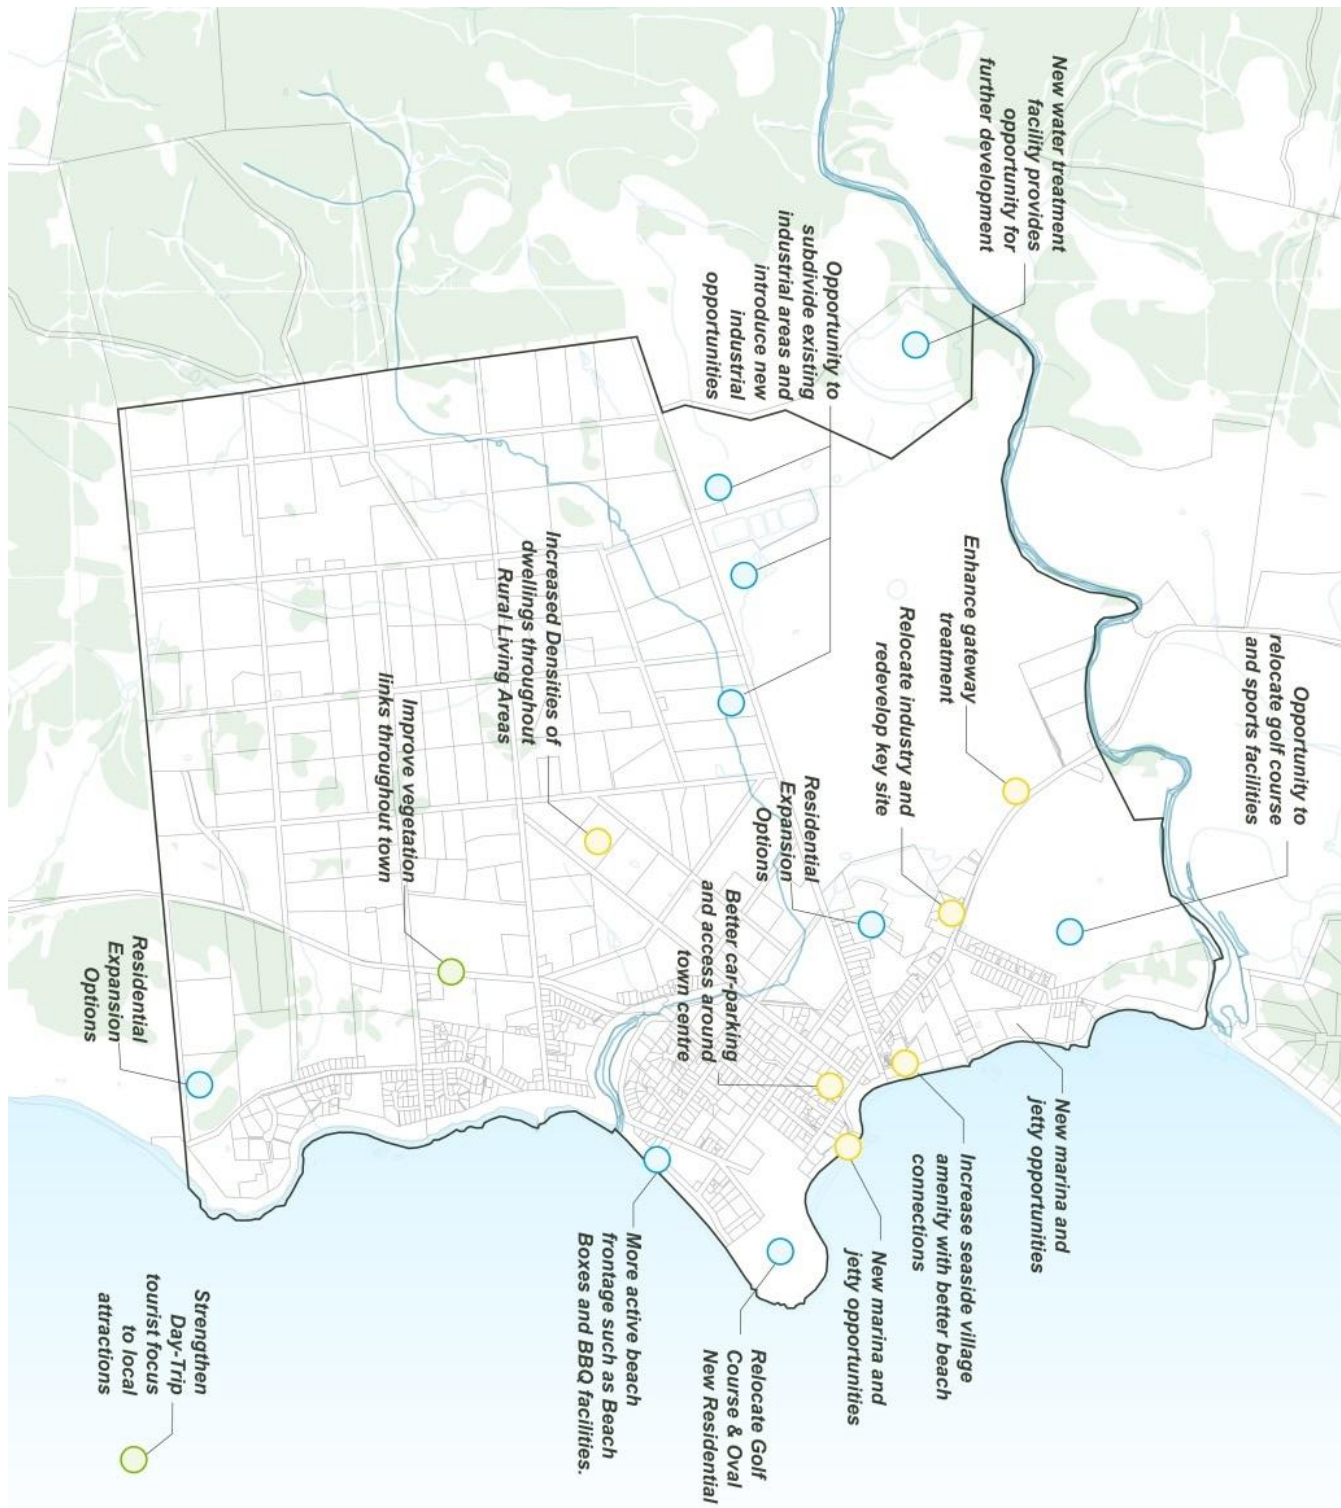 Opportunity to
relocate golf course
and sports facilities
New water treatment
facility provides
opportunity for
further development
New marina and
jetty opportunities
Enhance gateway
treatment
Increase seaside village
amenity with better beach
connections
Relocate industry and
redevelop key site
New marina and
jetty opportunities
Opportunity to
subdivide existing
industrial areas and
introduce new
industrial
opportunities
Residential
Expansion
Options
Relocate Golf
Course & Oval
New Residential
Better car-parking
and access around
town centre
More active beach
frontage such as Beach
Boxes and BBQ facilities.
Increased Densities of
dwellings throughout
Rural Living Areas
Improve vegetation
links throughout town
Strengthen
Day-Trip
tourist focus
to local
attractions
Residential
Expansion
Options